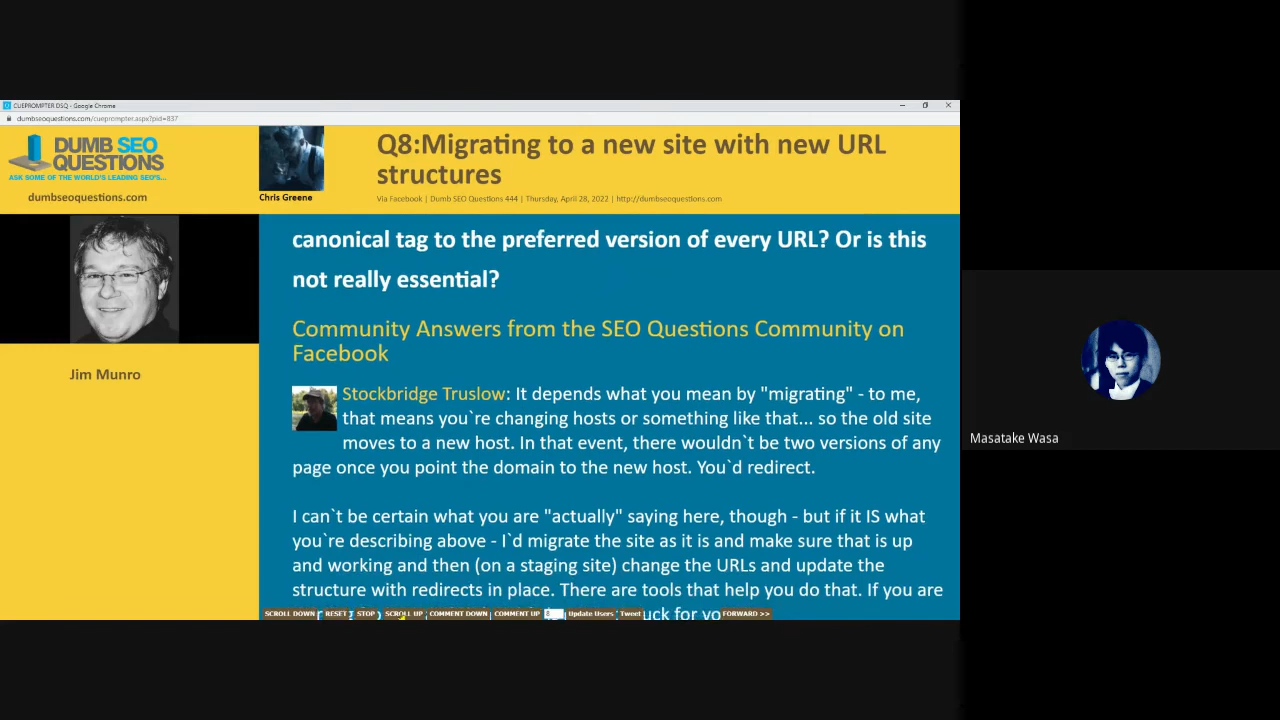 CUEPROMPTER DSQ - Google Chrome
dumbseoquestions.com/cueprompter.aspx?pid=837
DUMB SEO
QUESTIONS
ASK SOME OF THE WORLD'S LEADING SEO'S...
dumbseoquestions.com
Chris Greene
Q8:Migrating to a new site with new URL
structures
Via Facebook | Dumb SEO Questions 444 | Thursday, April 28, 2022 | http://dumbseoquestions.com
Jim Munro
canonical tag to the preferred version of every URL? Or is this
not really essential?
Community Answers from the SEO Questions Community on
Facebook
Stockbridge Truslow: It depends what you mean by "migrating" - to me,
that means you`re changing hosts or something like that... so the old site
moves to a new host. In that event, there wouldn`t be two versions of any
page once you point the domain to the new host. You`d redirect.
I can`t be certain what you are "actually" saying here, though - but if it IS what
you`re describing above - I`d migrate the site as it is and make sure that is up
and working and then (on a staging site) change the URLs and update the
structure with redirects in place. There are tools that help you do that. If you are
SCROLL DOWN RESET STOP SCROLL UP COMMENT DOWN COMMENT UP 8 Update Users Tweet FORWARD >>
Masatake Wasa